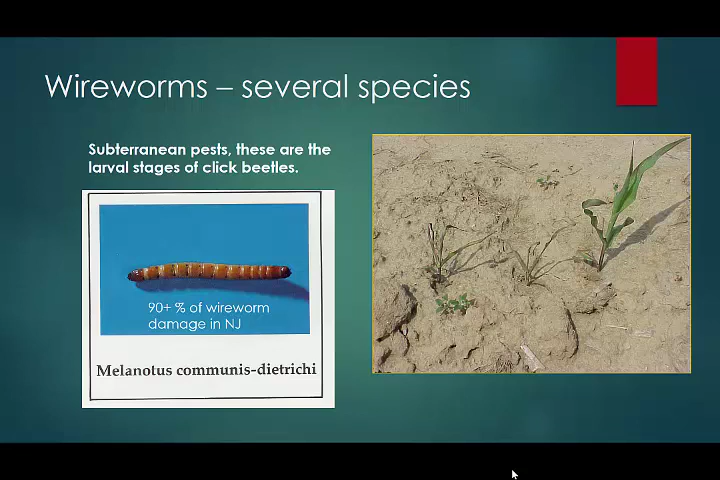 Wireworms – several species
Subterranean pests, these are the
larval stages of click beetles.
90+ % of wireworm
damage in NJ
Melanotus communis-dietrichi